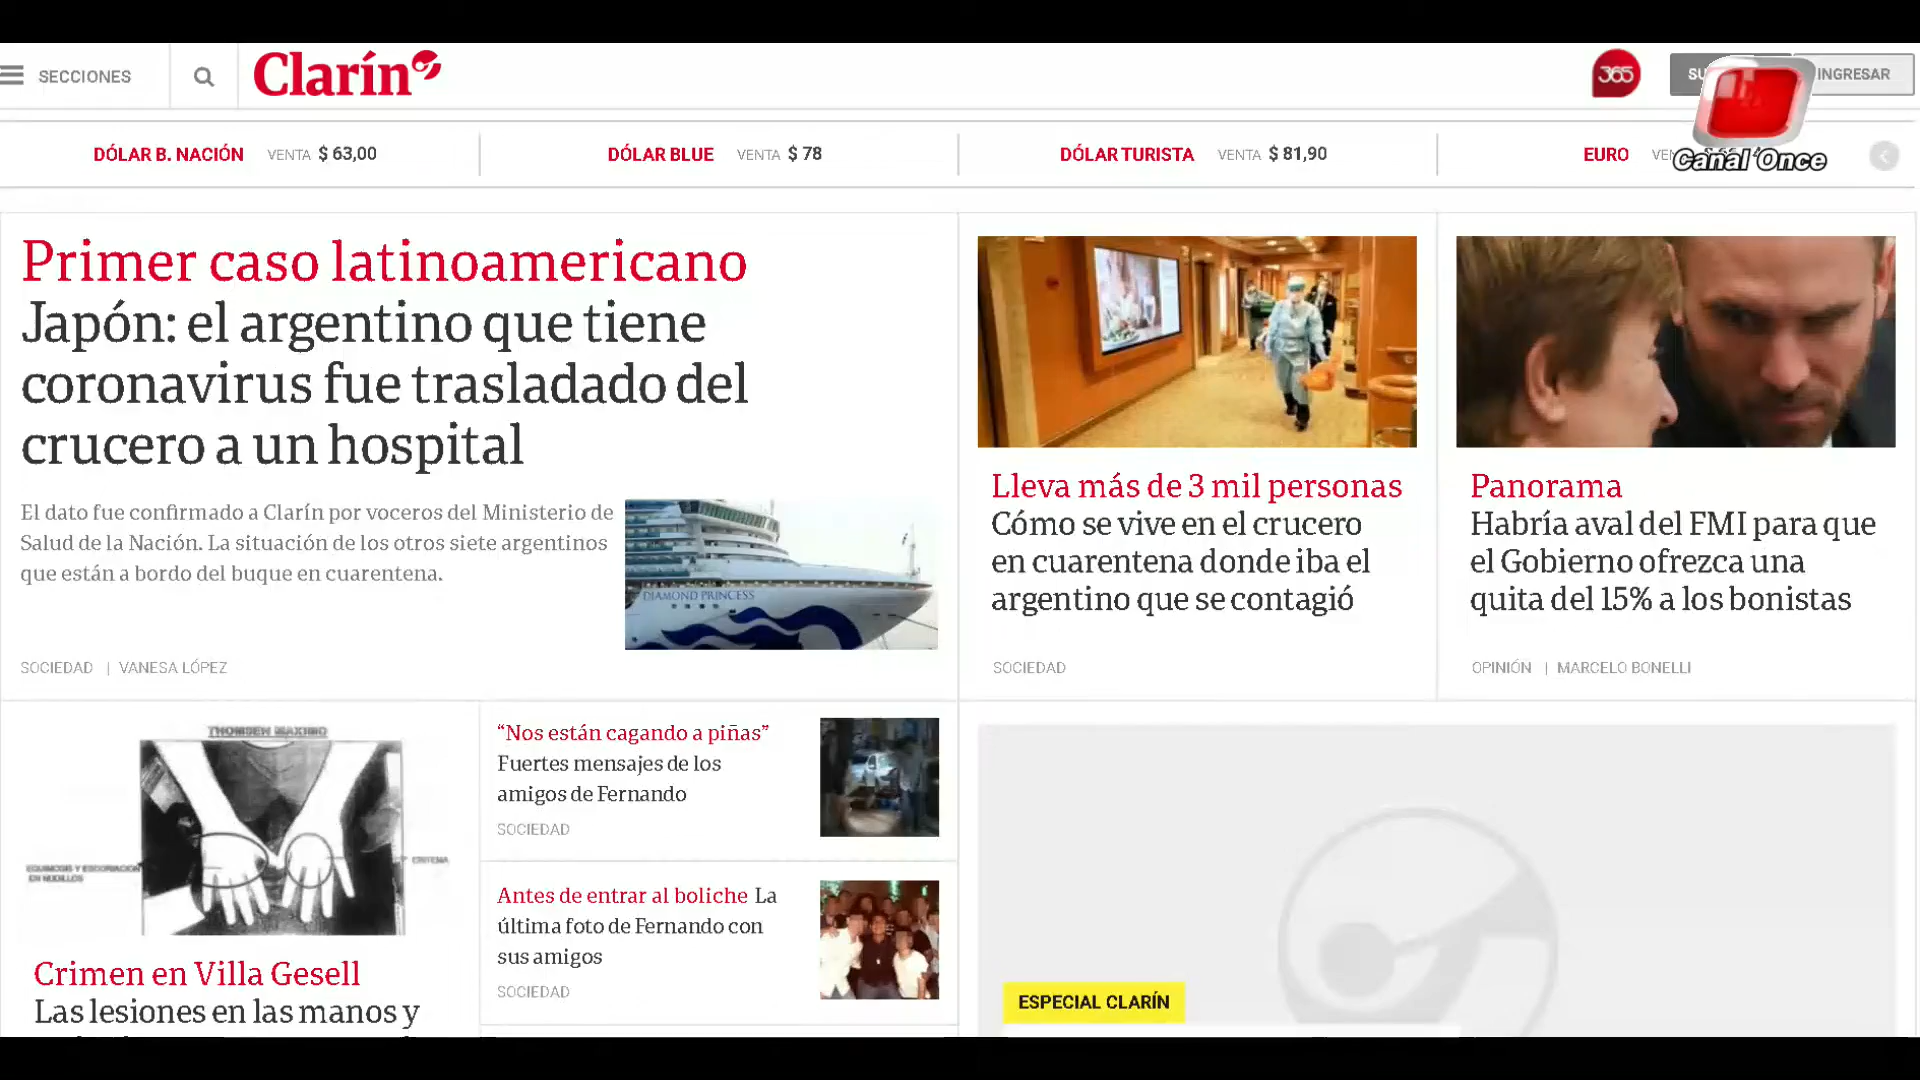 SECCIONES
Clarín
365
INGRESAR
Canal Once
DÓLAR B. NACIÓN VENTA $ 63,00
DÓLAR BLUE VENTA $ 78
DÓLAR TURISTA VENTA $ 81,90
EURO
Primer caso latinoamericano
Japón: el argentino que tiene
coronavirus fue trasladado del
crucero a un hospital
El dato fue confirmado a Clarín por voceros del Ministerio de
Salud de la Nación. La situación de los otros siete argentinos
que están a bordo del buque en cuarentena.
DIAMOND PRINCESS
SOCIEDAD | VANESA LÓPEZ
Lleva más de 3 mil personas
Cómo se vive en el crucero
en cuarentena donde iba el
argentino que se contagió
SOCIEDAD
Panorama
Habría aval del FMI para que
el Gobierno ofrezca una
quita del 15% a los bonistas
OPINIÓN | MARCELO BONELLI
THOMSEN MAXIMO
EQUIMOSIS Y ESCORIACION
EN NUDILLOS
Crimen en Villa Gesell
Las lesiones en las manos y
“Nos están cagando a piñas”
Fuertes mensajes de los
amigos de Fernando
SOCIEDAD
Antes de entrar al boliche La
última foto de Fernando con
sus amigos
SOCIEDAD
ESPECIAL CLARÍN